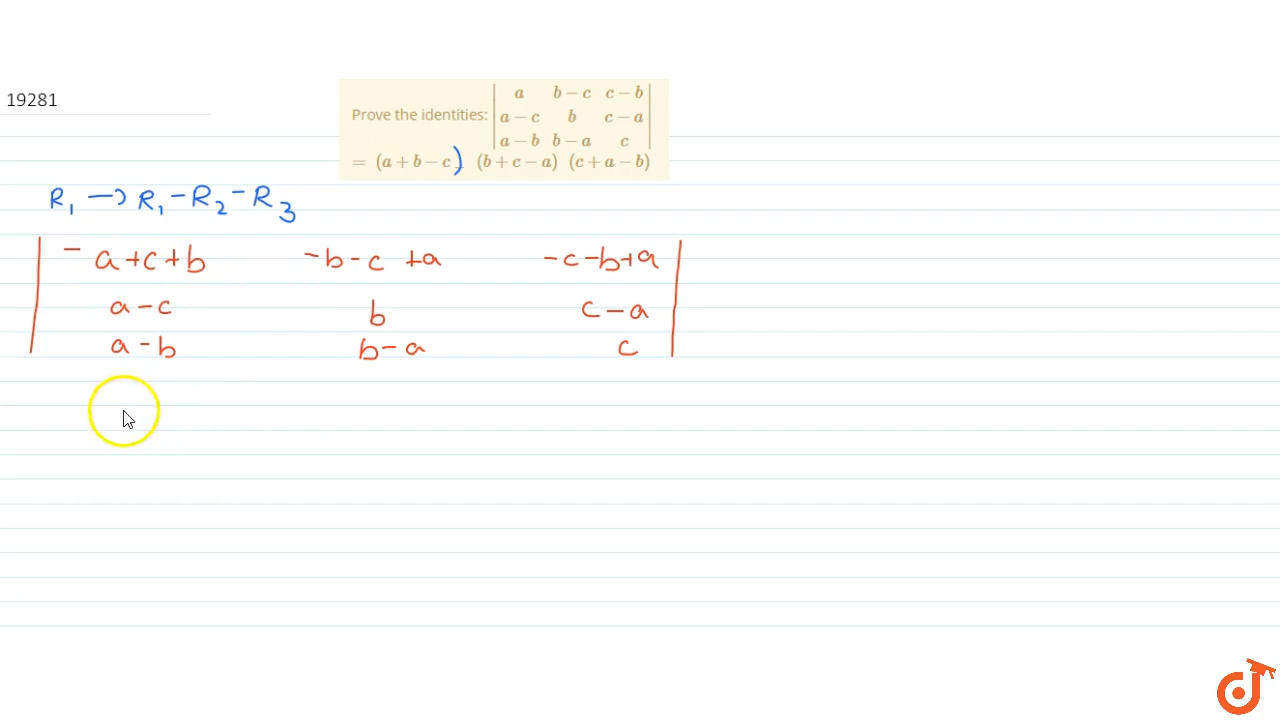 19281
Prove the identities: | a b − c c − b |
| a − c b c − a |
| a − b b − a c |
= (a + b − c) (b + c − a) (c + a − b)
R₁ → R₁ − R₂ − R₃
| − a + c + b − b − c + a − c − b + a |
| a − c b c − a |
| a − b b − a c |